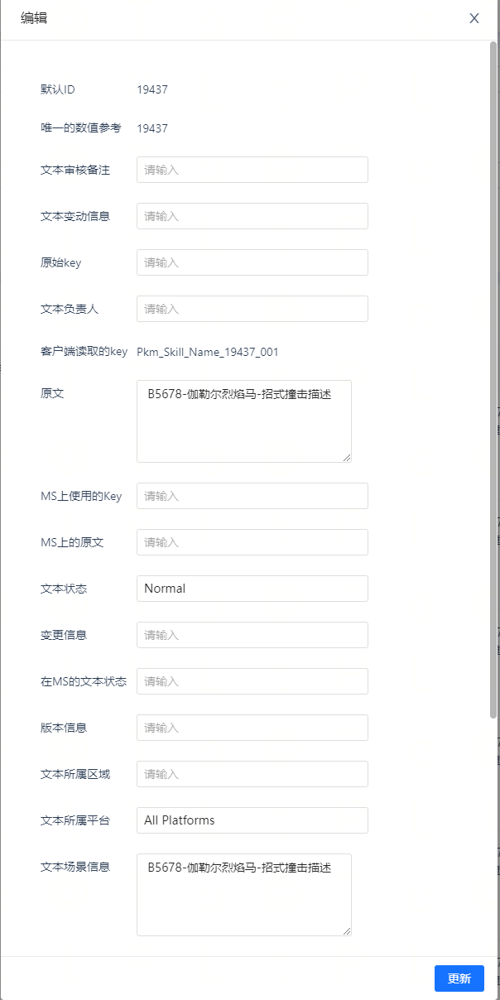 编辑
默认ID 19437
唯一的数值参考 19437
文本审核备注 请输入
文本变动信息 请输入
原始key 请输入
文本负责人 请输入
客户端读取的key Pkm_Skill_Name_19437_001
原文 B5678-伽勒尔烈焰马-招式撞击描述
MS上使用的Key 请输入
MS上的原文 请输入
文本状态 Normal
变更信息 请输入
在MS的文本状态 请输入
版本信息 请输入
文本所属区域 请输入
文本所属平台 All Platforms
文本场景信息 B5678-伽勒尔烈焰马-招式撞击描述
更新